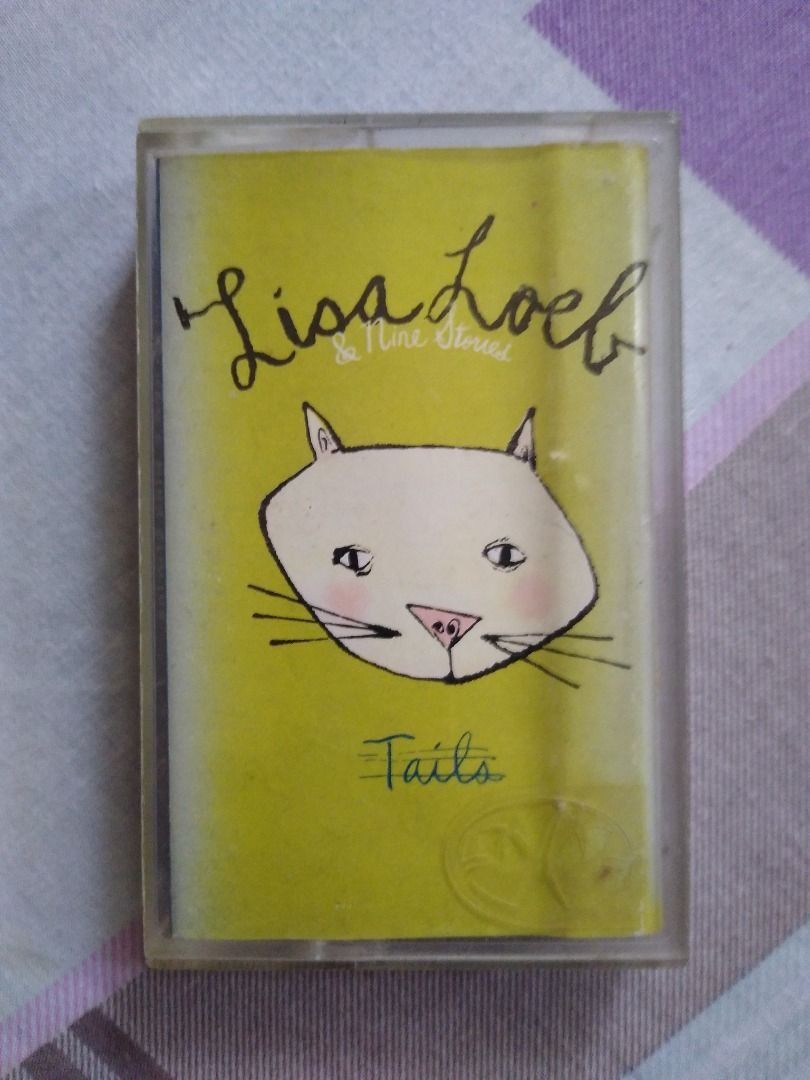 Lisa Loeb
& Nine Stories
Tails